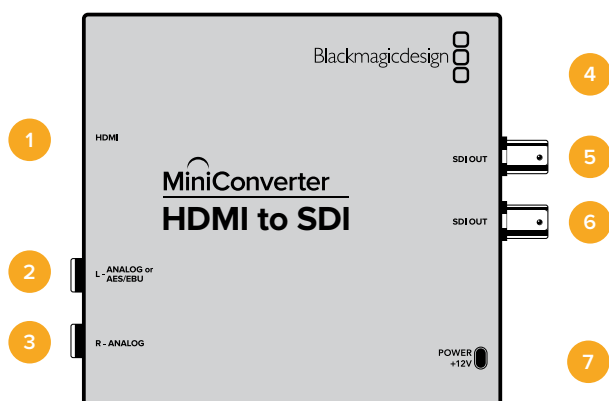 Blackmagicdesign
4
1
HDMI
SDI OUT
5
MiniConverter
HDMI to SDI
SDI OUT
6
2
L - ANALOG or
AES/EBU
3
R - ANALOG
POWER
+12V
7